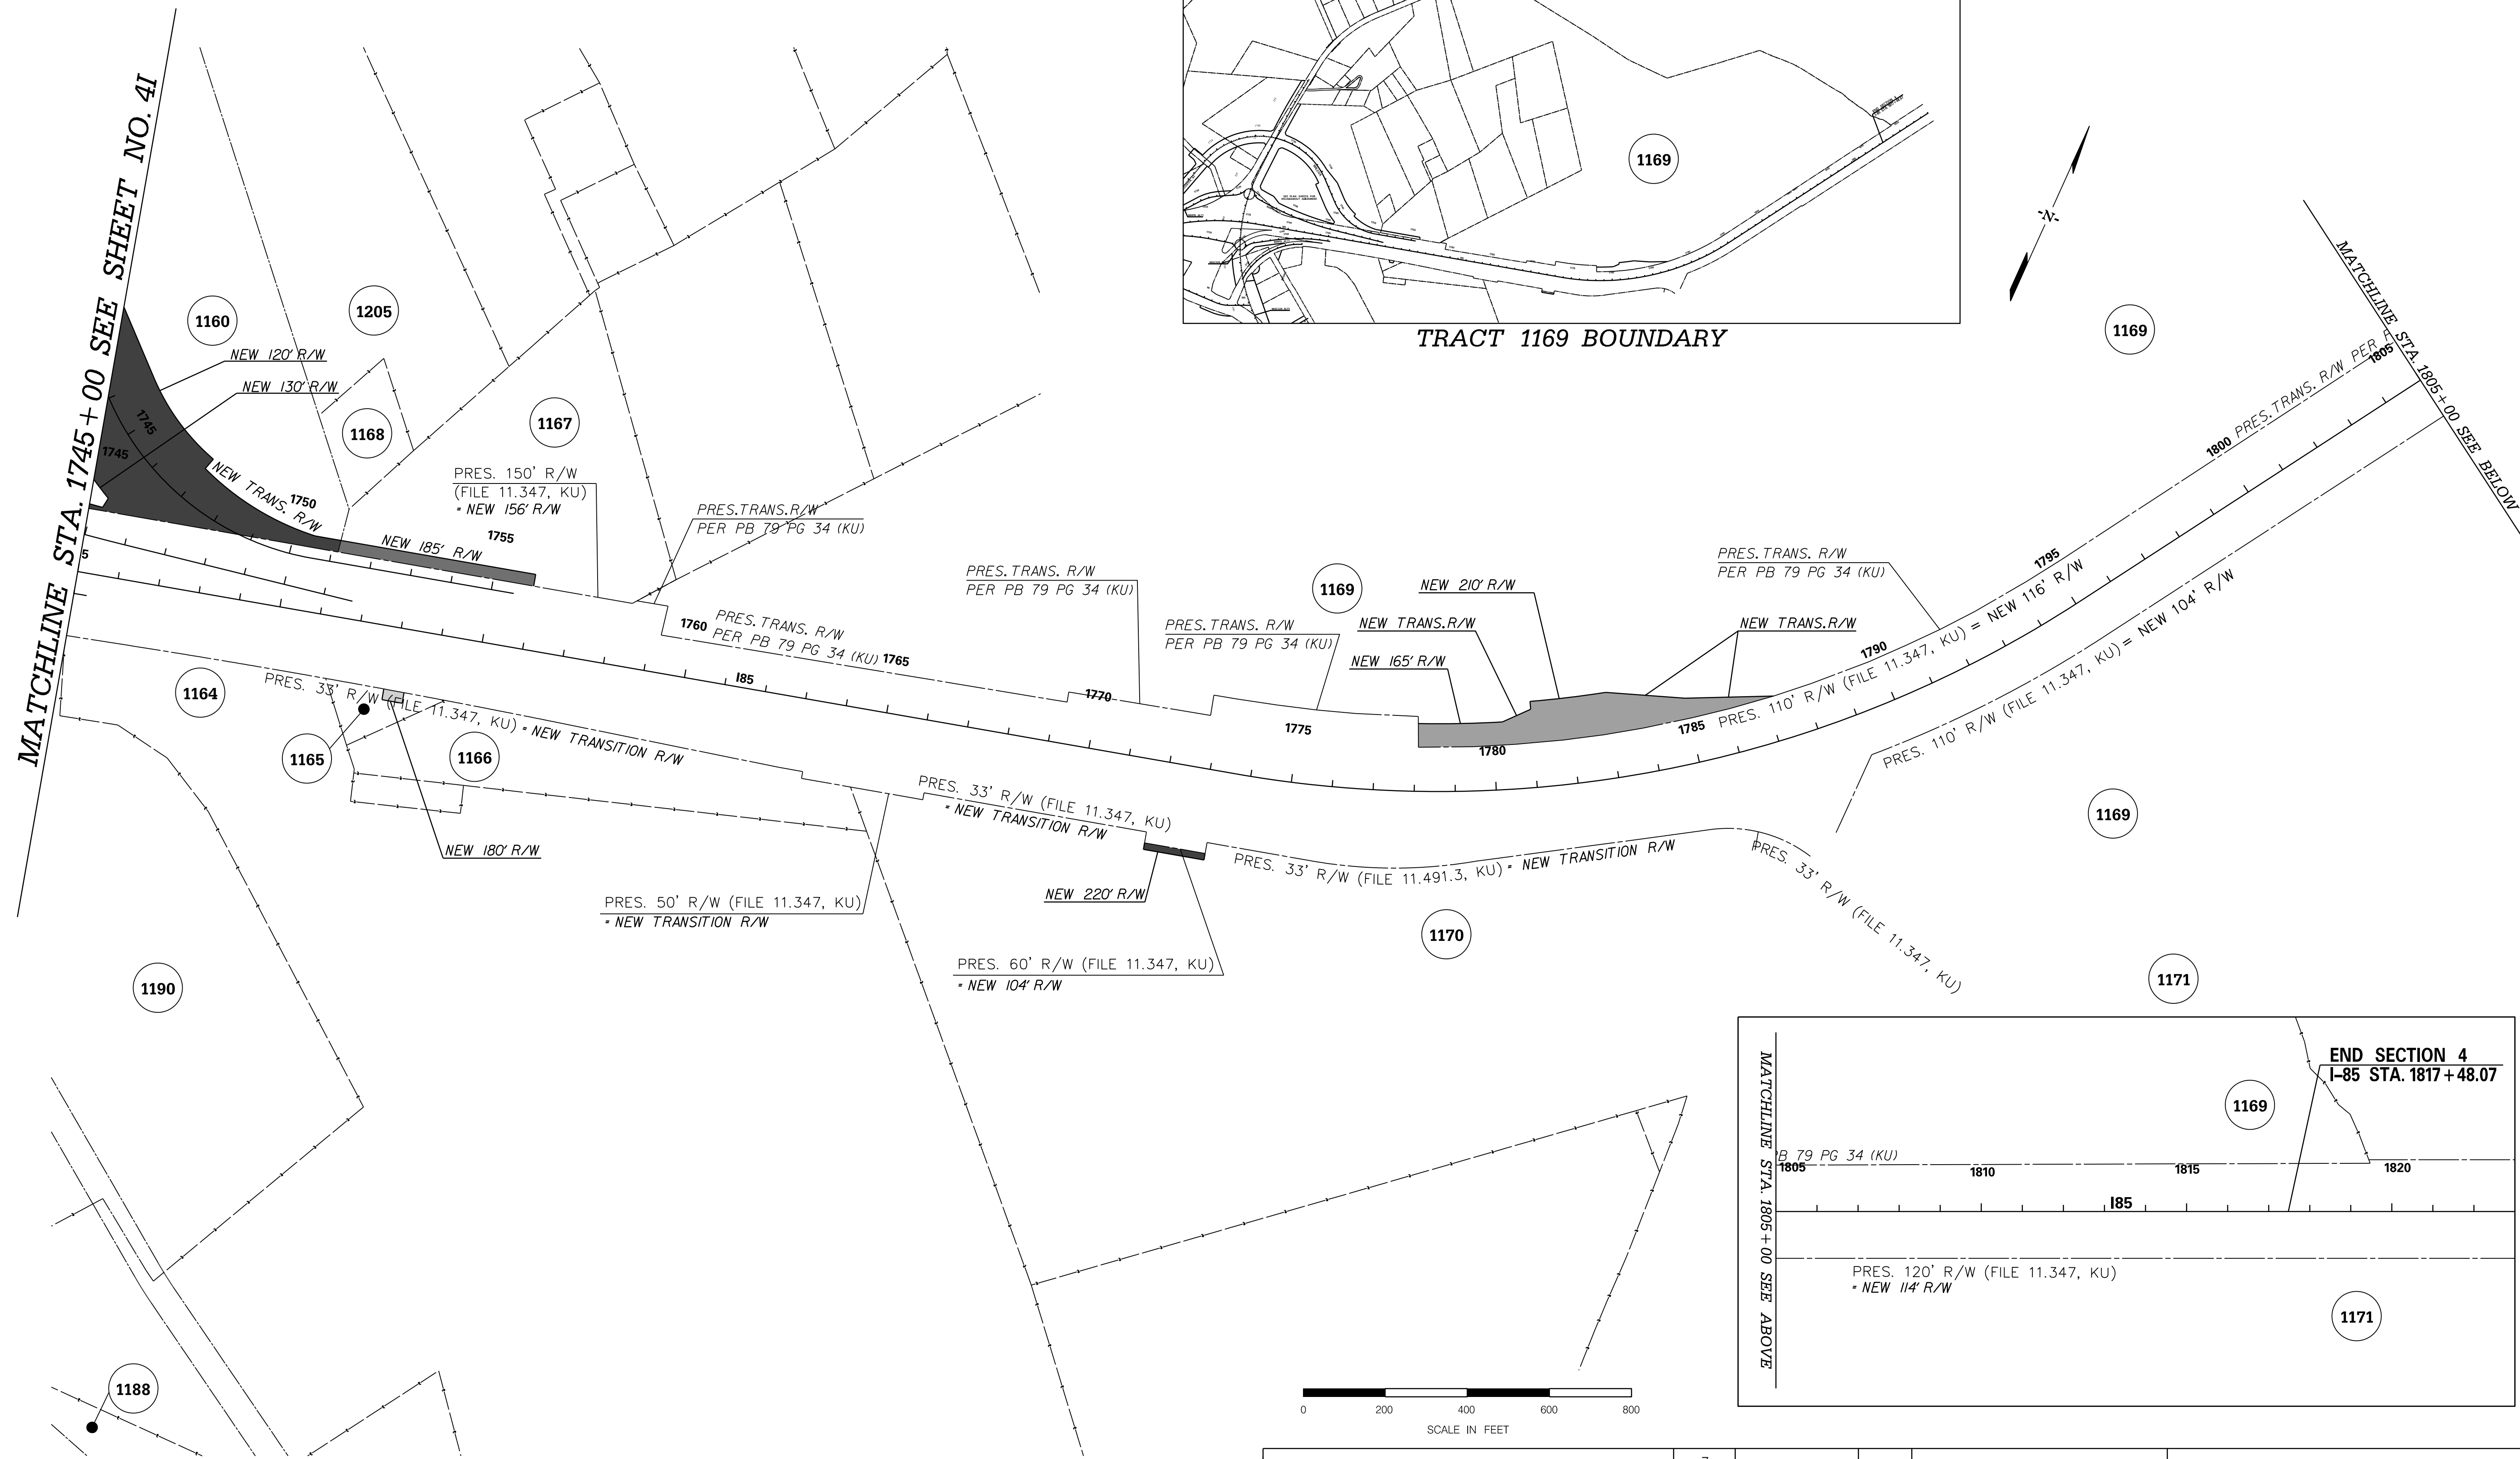 MATCHLINE STA. 1745+00 SEE SHEET NO. 4I
1169
TRACT 1169 BOUNDARY
-N-
MATCHLINE STA. 1805+00 SEE BELOW
1160
1205
NEW 120' R/W
NEW 130' R/W
1168
1167
1745
1745
NEW TRANS. R/W
1750
PRES. 150' R/W
(FILE 11.347, KU)
= NEW 156' R/W
1755
NEW 185' R/W
5
PRES.TRANS.R/W
PER PB 79 PG 34 (KU)
1760
PRES. TRANS. R/W
PER PB 79 PG 34 (KU)
1765
I85
PRES.TRANS. R/W
PER PB 79 PG 34 (KU)
1770
PRES.TRANS. R/W
PER PB 79 PG 34 (KU)
1169
1775
NEW 210' R/W
NEW TRANS.R/W
NEW 165' R/W
NEW TRANS.R/W
1780
1785
PRES. 110' R/W (FILE 11.347, KU) = NEW 116' R/W
PRES.TRANS. R/W
PER PB 79 PG 34 (KU)
1790
1795
1800
PRES.TRANS. R/W PER P
1805
1169
PRES. 110' R/W (FILE 11.347, KU) = NEW 104' R/W
1169
1164
PRES. 33' R/W (FILE 11.347, KU) = NEW TRANSITION R/W
1165
1166
NEW 180' R/W
PRES. 50' R/W (FILE 11.347, KU)
= NEW TRANSITION R/W
PRES. 33' R/W (FILE 11.347, KU)
= NEW TRANSITION R/W
NEW 220' R/W
PRES. 60' R/W (FILE 11.347, KU)
= NEW 104' R/W
PRES. 33' R/W (FILE 11.491.3, KU) = NEW TRANSITION R/W
PRES. 33' R/W (FILE 11.347, KU)
1170
1171
1190
1188
MATCHLINE STA. 1805+00 SEE ABOVE
END SECTION 4
I-85 STA. 1817+48.07
1169
PB 79 PG 34 (KU)
1805
1810
1815
1820
I85
PRES. 120' R/W (FILE 11.347, KU)
= NEW 114' R/W
1171
0 200 400 600 800
SCALE IN FEET